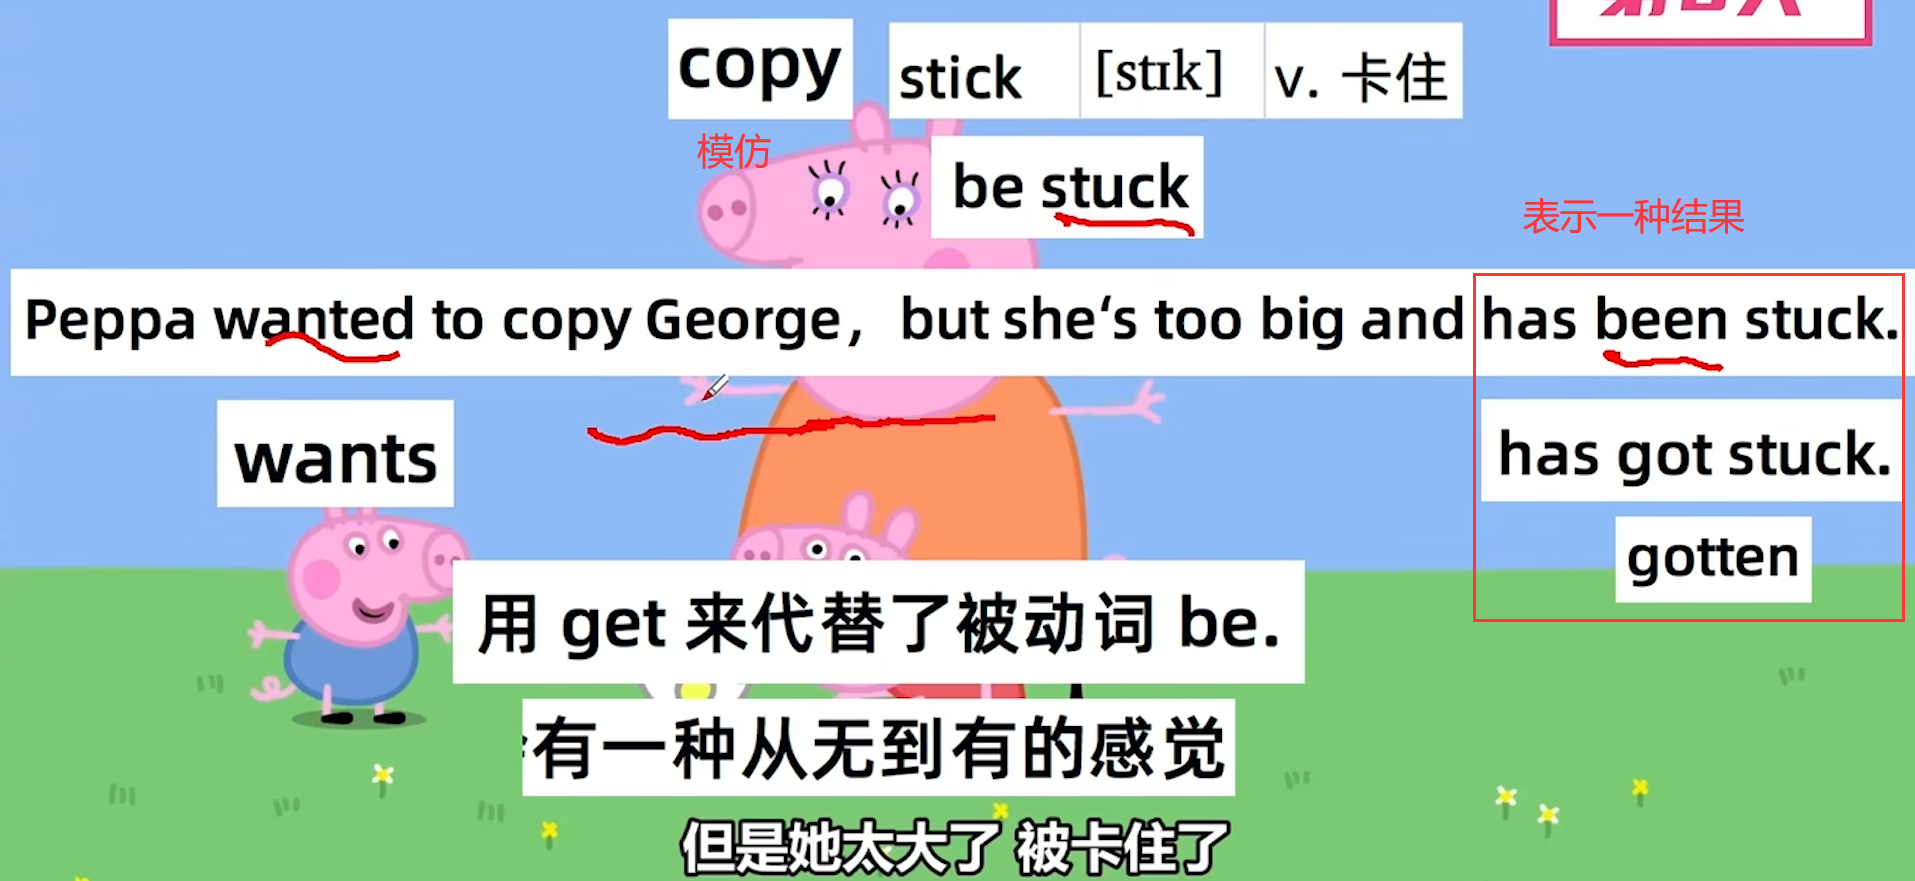 copy
stick [stɪk] v. 卡住
模仿
be stuck
表示一种结果
Peppa wanted to copy George，but she‘s too big and has been stuck.
wants
has got stuck.
gotten
用 get 来代替了被动词 be.
有一种从无到有的感觉
但是她太大了 被卡住了